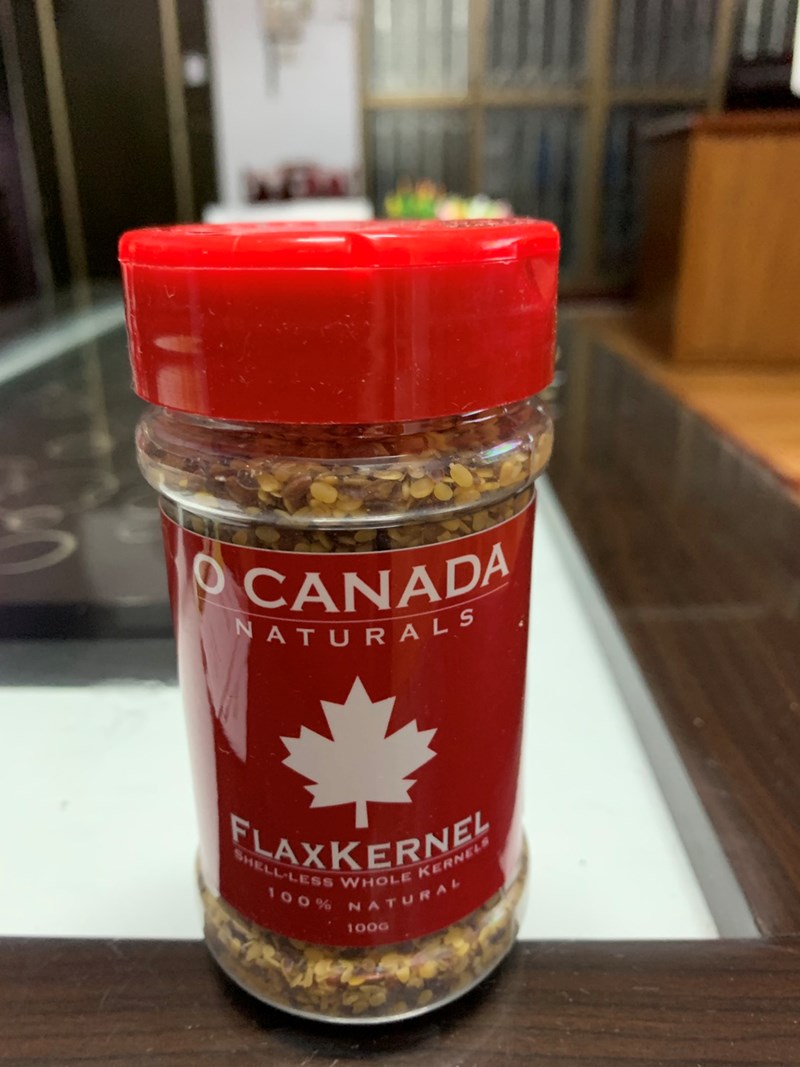 O CANADA
NATURALS
FLAXKERNEL
SHELL-LESS WHOLE KERNELS
100% NATURAL
100G